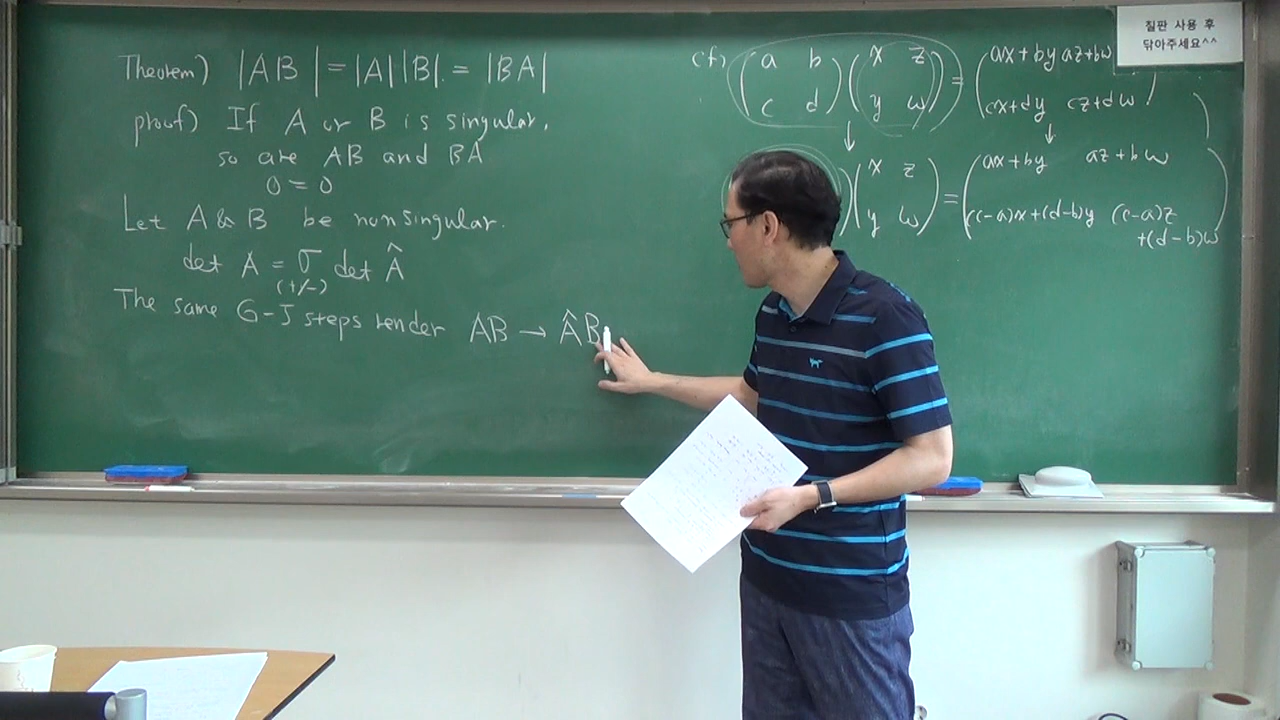 Theorem) |AB| = |A||B| = |BA|
proof) If A or B is singular,
so are AB and BA
0 = 0
Let A & B be nonsingular.
det A = σ det Â
(+/-)
The same G-J steps render AB → ÂB
cf) (a b (x z = (ax+by az+bw
c d) y w) cx+dy cz+dw)
↓ ↓
(x z = (ax+by az+bw
y w) (c-a)x+(d-b)y (c-a)z
+(d-b)w)
칠판 사용 후
닦아주세요^^